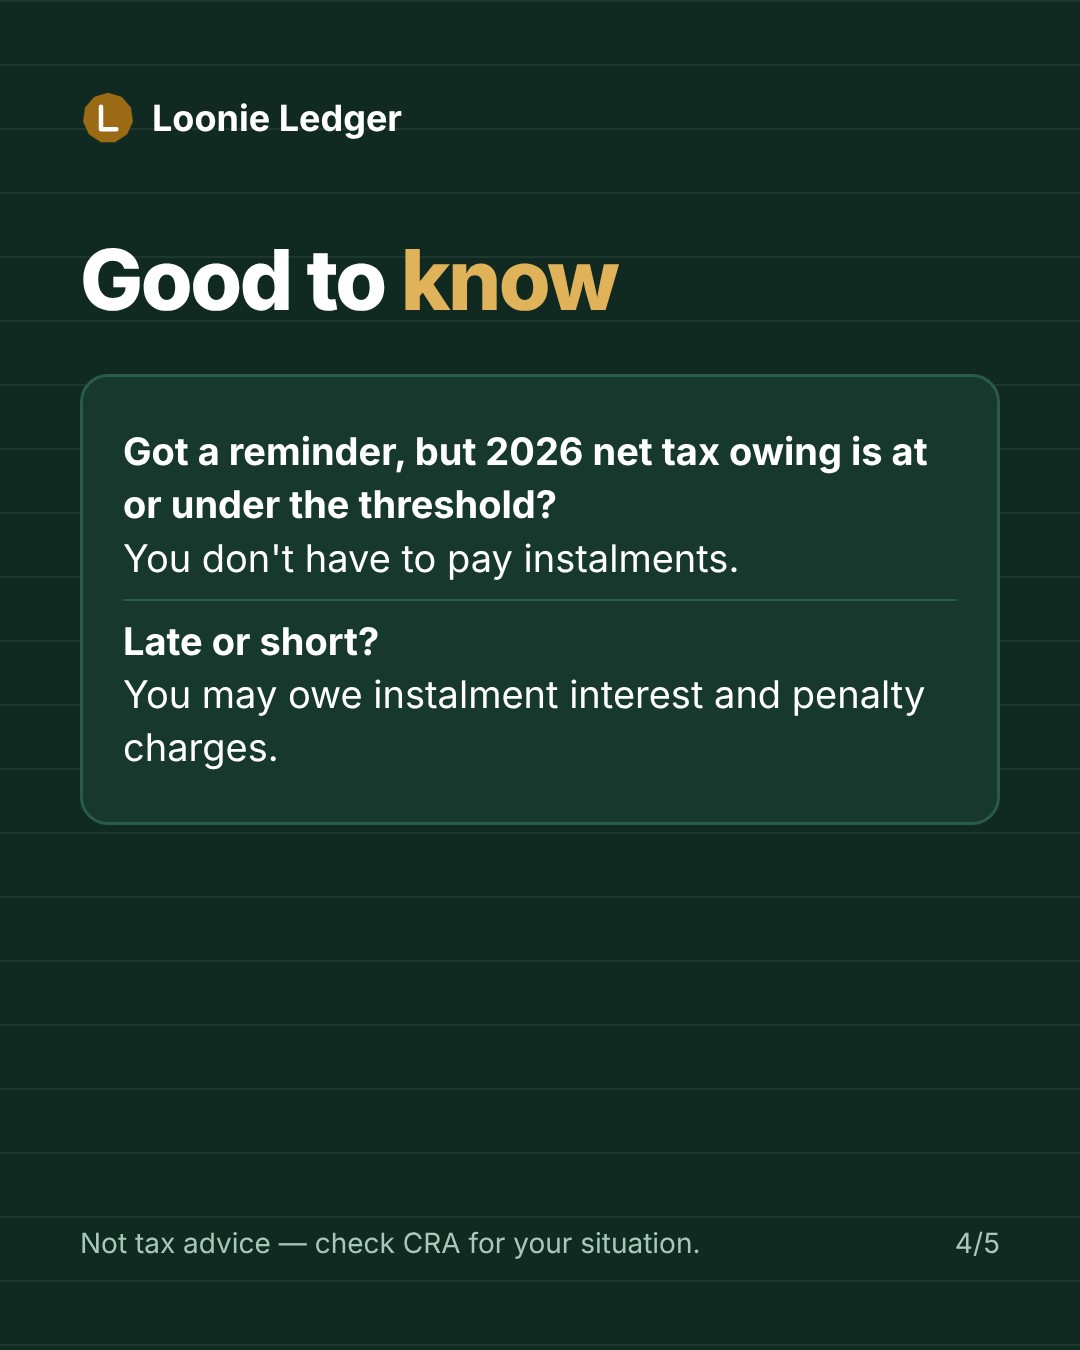 L Loonie Ledger
Good to know
Got a reminder, but 2026 net tax owing is at
or under the threshold?
You don't have to pay instalments.
Late or short?
You may owe instalment interest and penalty
charges.
Not tax advice — check CRA for your situation.
4/5